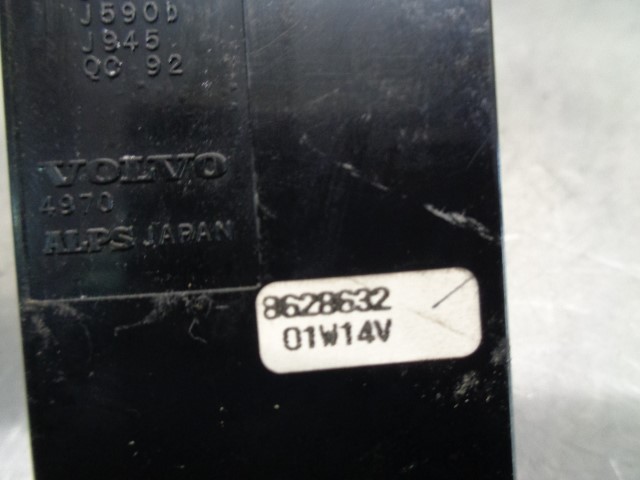 J590b
J945
QC 92
VOLVO
4970
ALPS JAPAN
8628632
01W14V